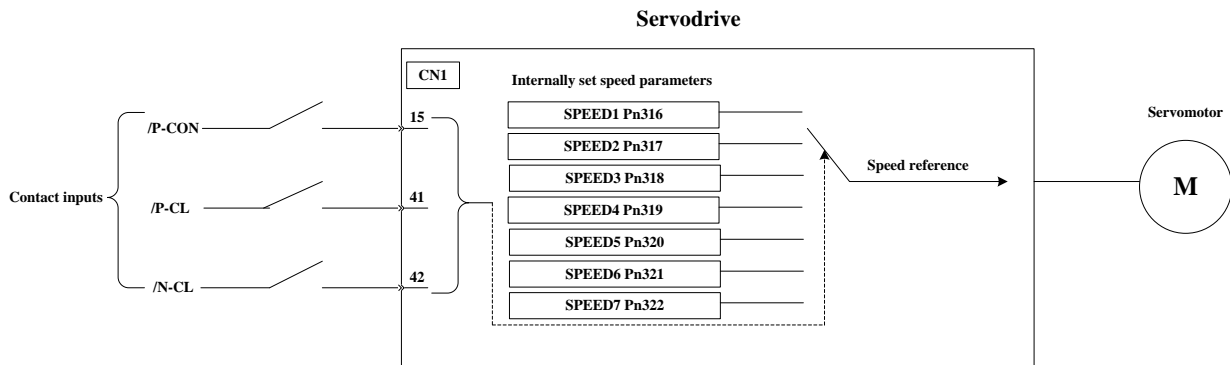 Servodrive
CN1
Internally set speed parameters
SPEED1 Pn316
SPEED2 Pn317
SPEED3 Pn318
SPEED4 Pn319
SPEED5 Pn320
SPEED6 Pn321
SPEED7 Pn322
Contact inputs
/P-CON
15
/P-CL
41
/N-CL
42
Speed reference
Servomotor
M